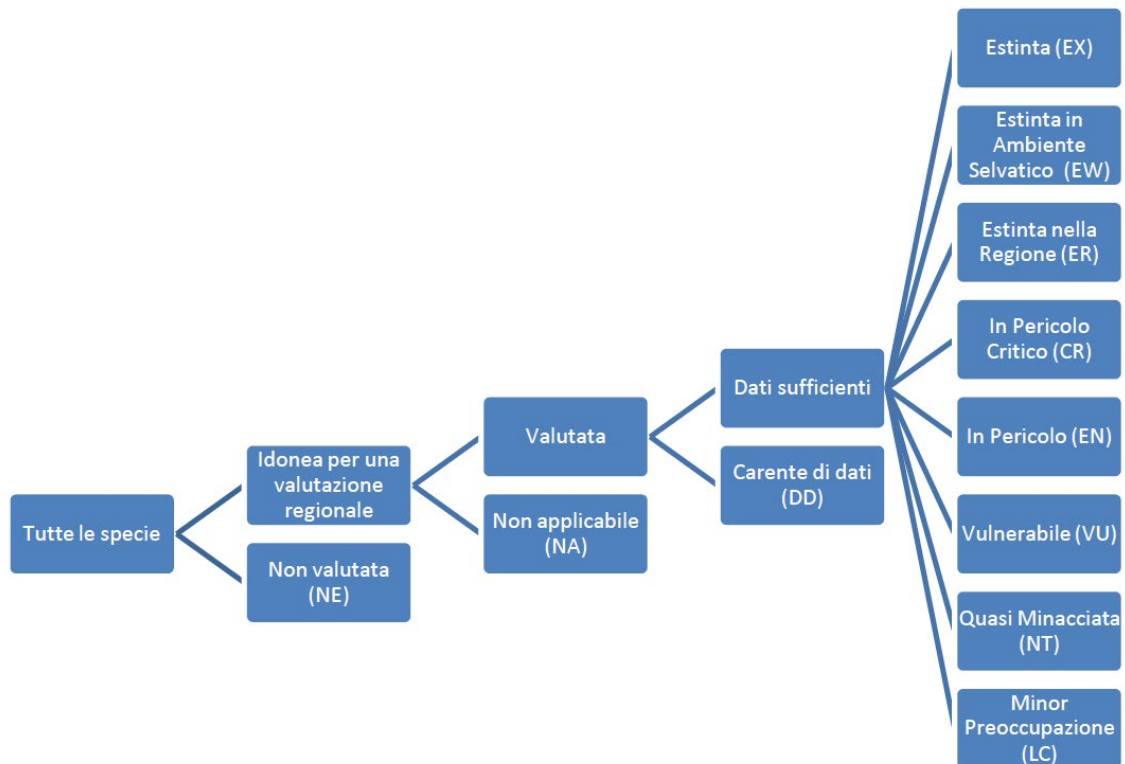 Tutte le specie
Idonea per una
valutazione
regionale
Non valutata
(NE)
Valutata
Non applicabile
(NA)
Dati sufficienti
Carente di dati
(DD)
Estinta (EX)
Estinta in
Ambiente
Selvatico (EW)
Estinta nella
Regione (ER)
In Pericolo
Critico (CR)
In Pericolo (EN)
Vulnerabile (VU)
Quasi Minacciata
(NT)
Minor
Preoccupazione
(LC)